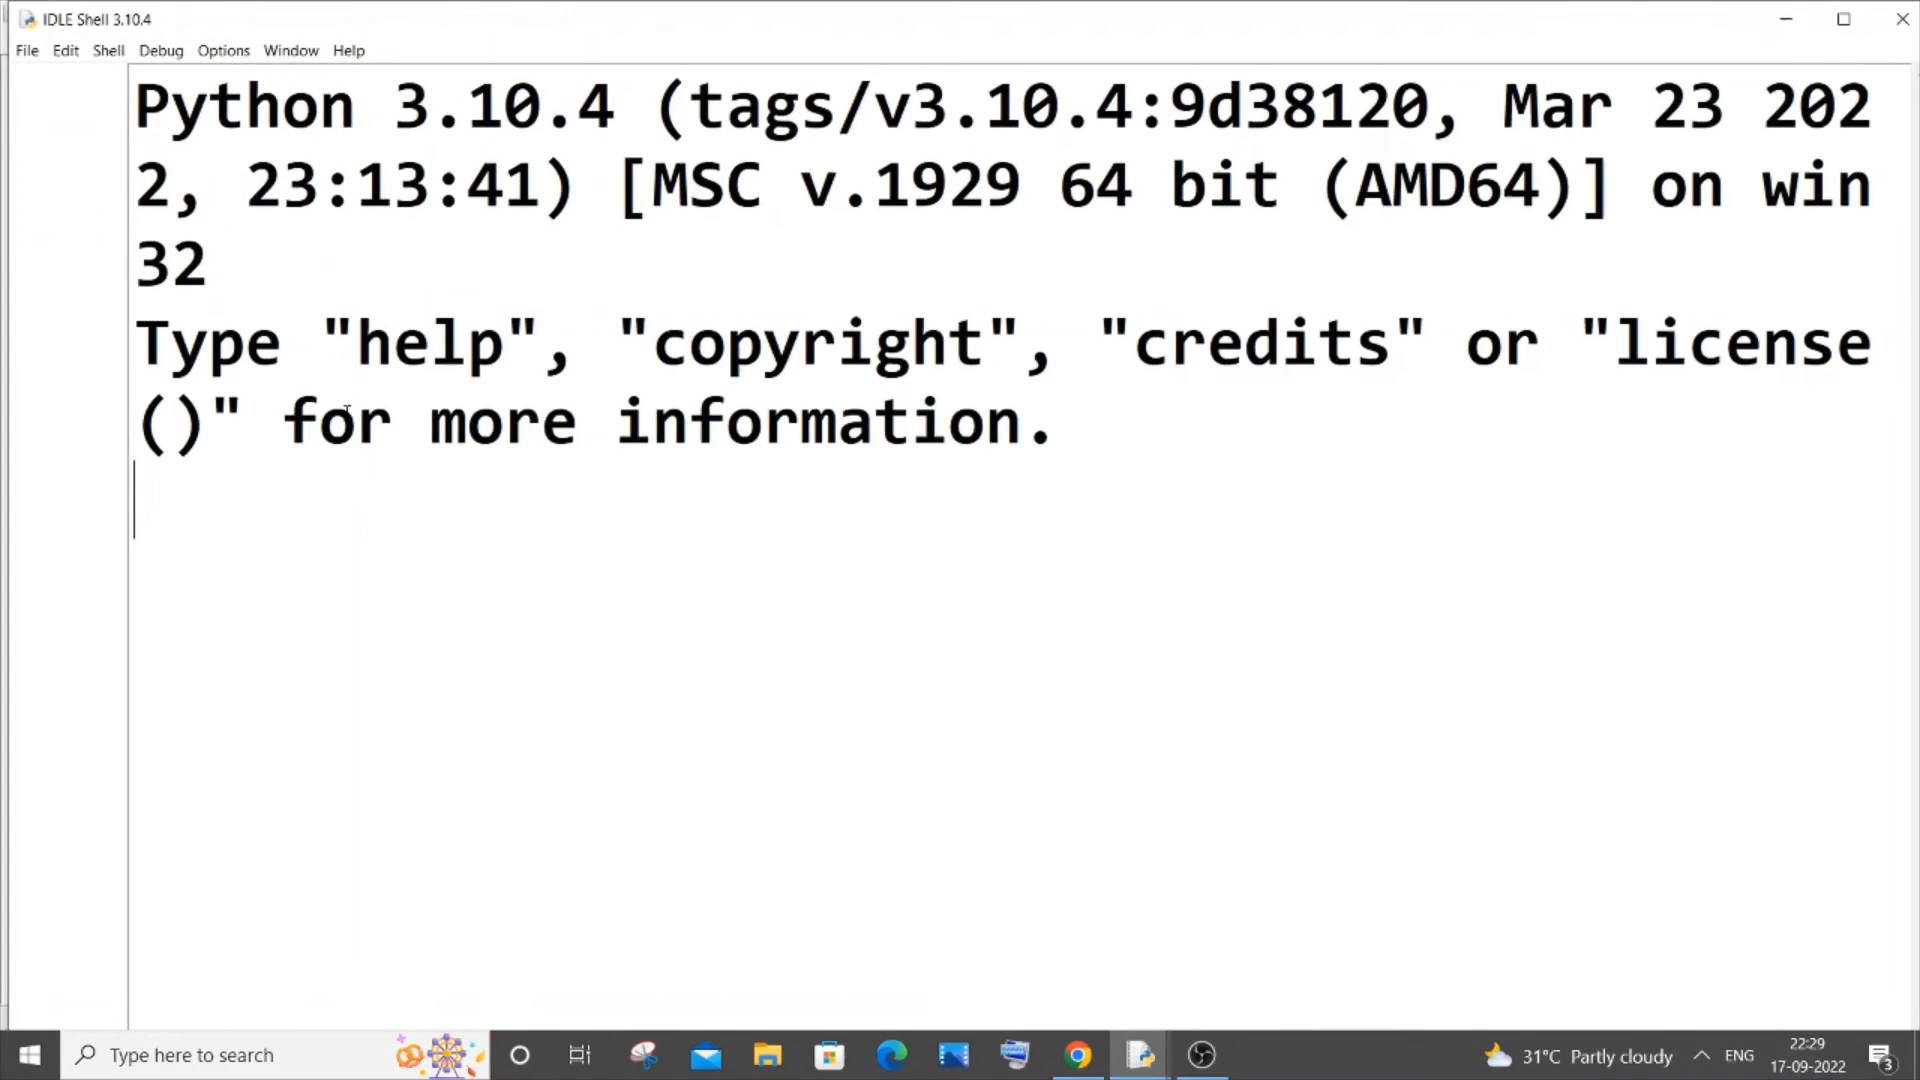 IDLE Shell 3.10.4
File Edit Shell Debug Options Window Help
Python 3.10.4 (tags/v3.10.4:9d38120, Mar 23 202
2, 23:13:41) [MSC v.1929 64 bit (AMD64)] on win
32
Type "help", "copyright", "credits" or "license
()" for more information.
Type here to search
31°C Partly cloudy
ENG
22:29
17-09-2022
3